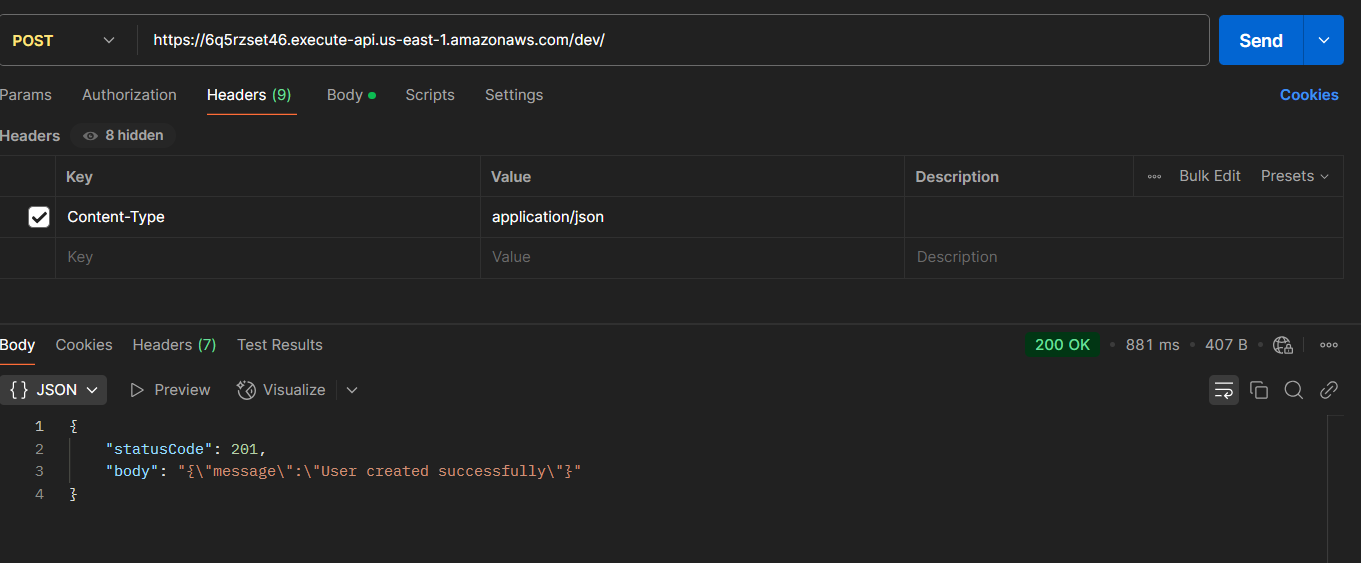 POST https://6q5rzset46.execute-api.us-east-1.amazonaws.com/dev/ Send
Params Authorization Headers (9) Body Scripts Settings Cookies
Headers 8 hidden
Key Value Description Bulk Edit Presets
Content-Type application/json
Key Value Description
Body Cookies Headers (7) Test Results 200 OK 881 ms 407 B
{} JSON Preview Visualize
1 {
2 "statusCode": 201,
3 "body": "{\"message\":\"User created successfully\"}"
4 }